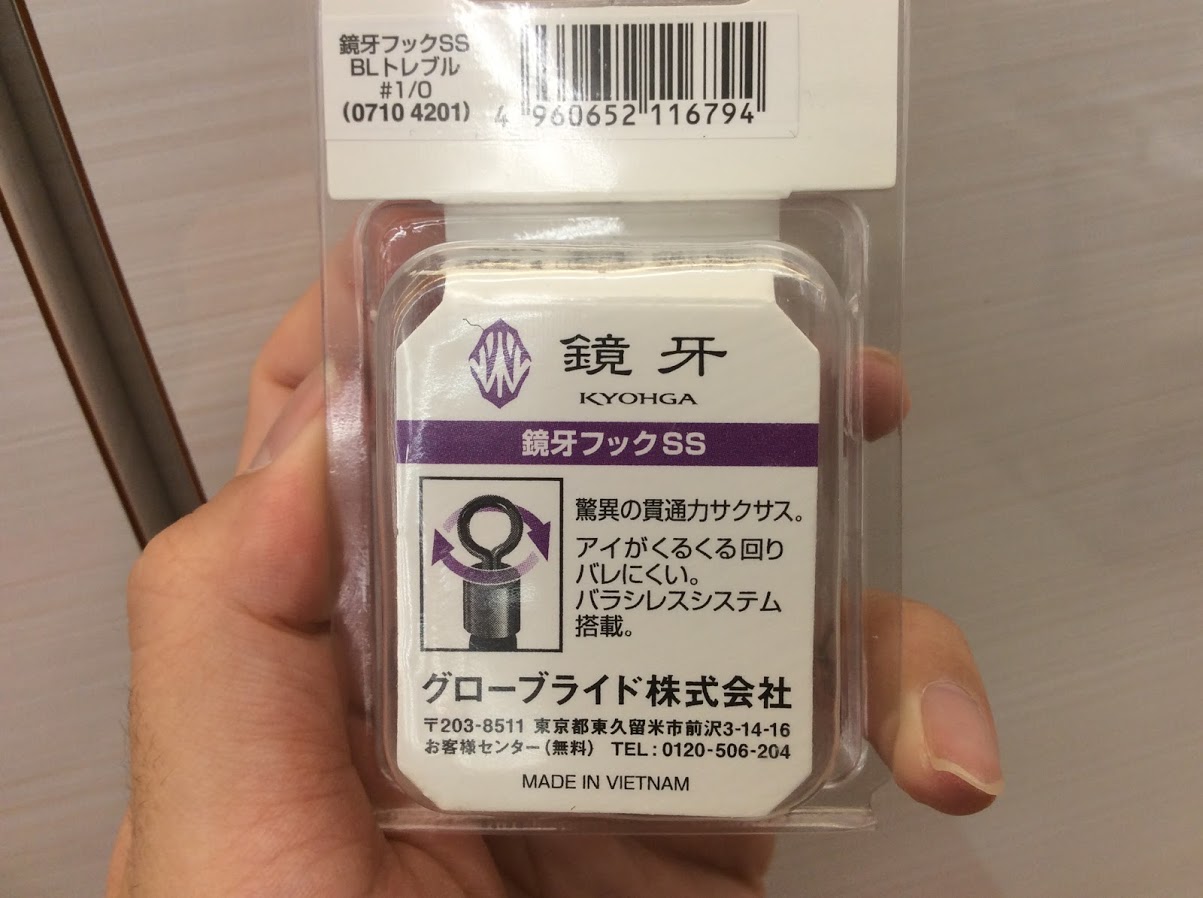 鏡牙フックSS
BLトレブル
#1/0
(0710 4201)
4 960652 116794
鏡牙
KYOHGA
鏡牙フックSS
驚異の貫通力サクサス。
アイがくるくる回り
バレにくい。
バラシレスシステム
搭載。
グローブライド株式会社
〒203-8511 東京都東久留米市前沢3-14-16
お客様センター(無料) TEL:0120-506-204
MADE IN VIETNAM